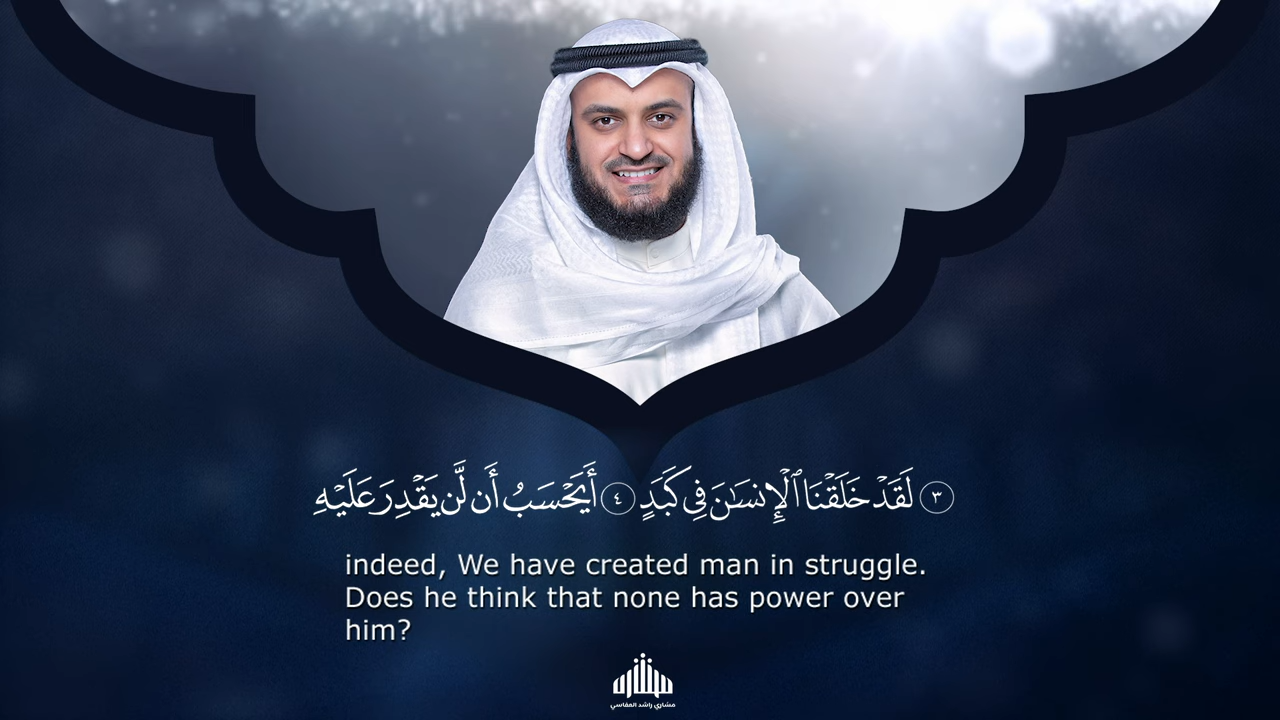 ٣ لَقَدْ خَلَقْنَا ٱلْإِنسَـٰنَ فِى كَبَدٍ ٤ أَيَحْسَبُ أَن لَّن يَقْدِرَ عَلَيْهِ
indeed, We have created man in struggle.
Does he think that none has power over
him?
مشاري راشد العفاسي